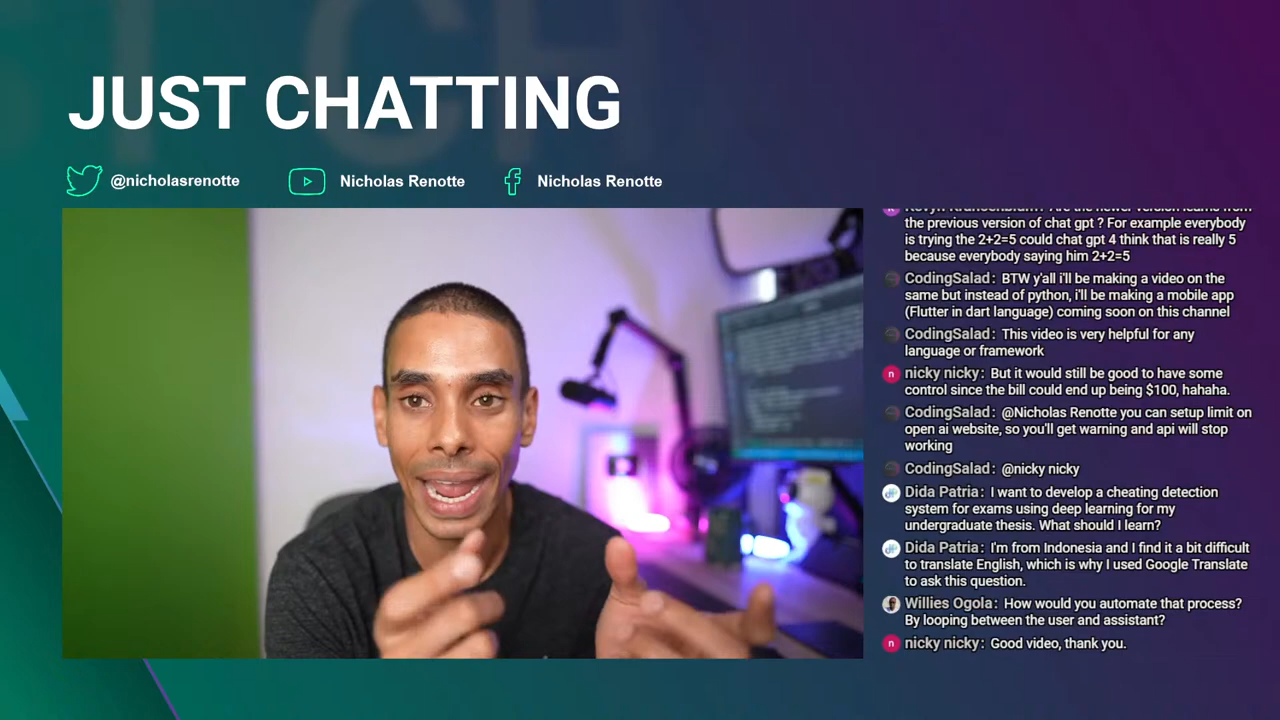 JUST CHATTING
@nicholasrenotte
Nicholas Renotte
Nicholas Renotte
the previous version of chat gpt ? For example everybody
is trying the 2+2=5 could chat gpt 4 think that is really 5
because everybody saying him 2+2=5
CodingSalad: BTW y'all i'll be making a video on the
same but instead of python, i'll be making a mobile app
(Flutter in dart language) coming soon on this channel
CodingSalad: This video is very helpful for any
language or framework
nicky nicky: But it would still be good to have some
control since the bill could end up being $100, hahaha.
CodingSalad: @Nicholas Renotte you can setup limit on
open ai website, so you'll get warning and api will stop
working
CodingSalad: @nicky nicky
Dida Patria: I want to develop a cheating detection
system for exams using deep learning for my
undergraduate thesis. What should I learn?
Dida Patria: I'm from Indonesia and I find it a bit difficult
to translate English, which is why I used Google Translate
to ask this question.
Willies Ogola: How would you automate that process?
By looping between the user and assistant?
nicky nicky: Good video, thank you.